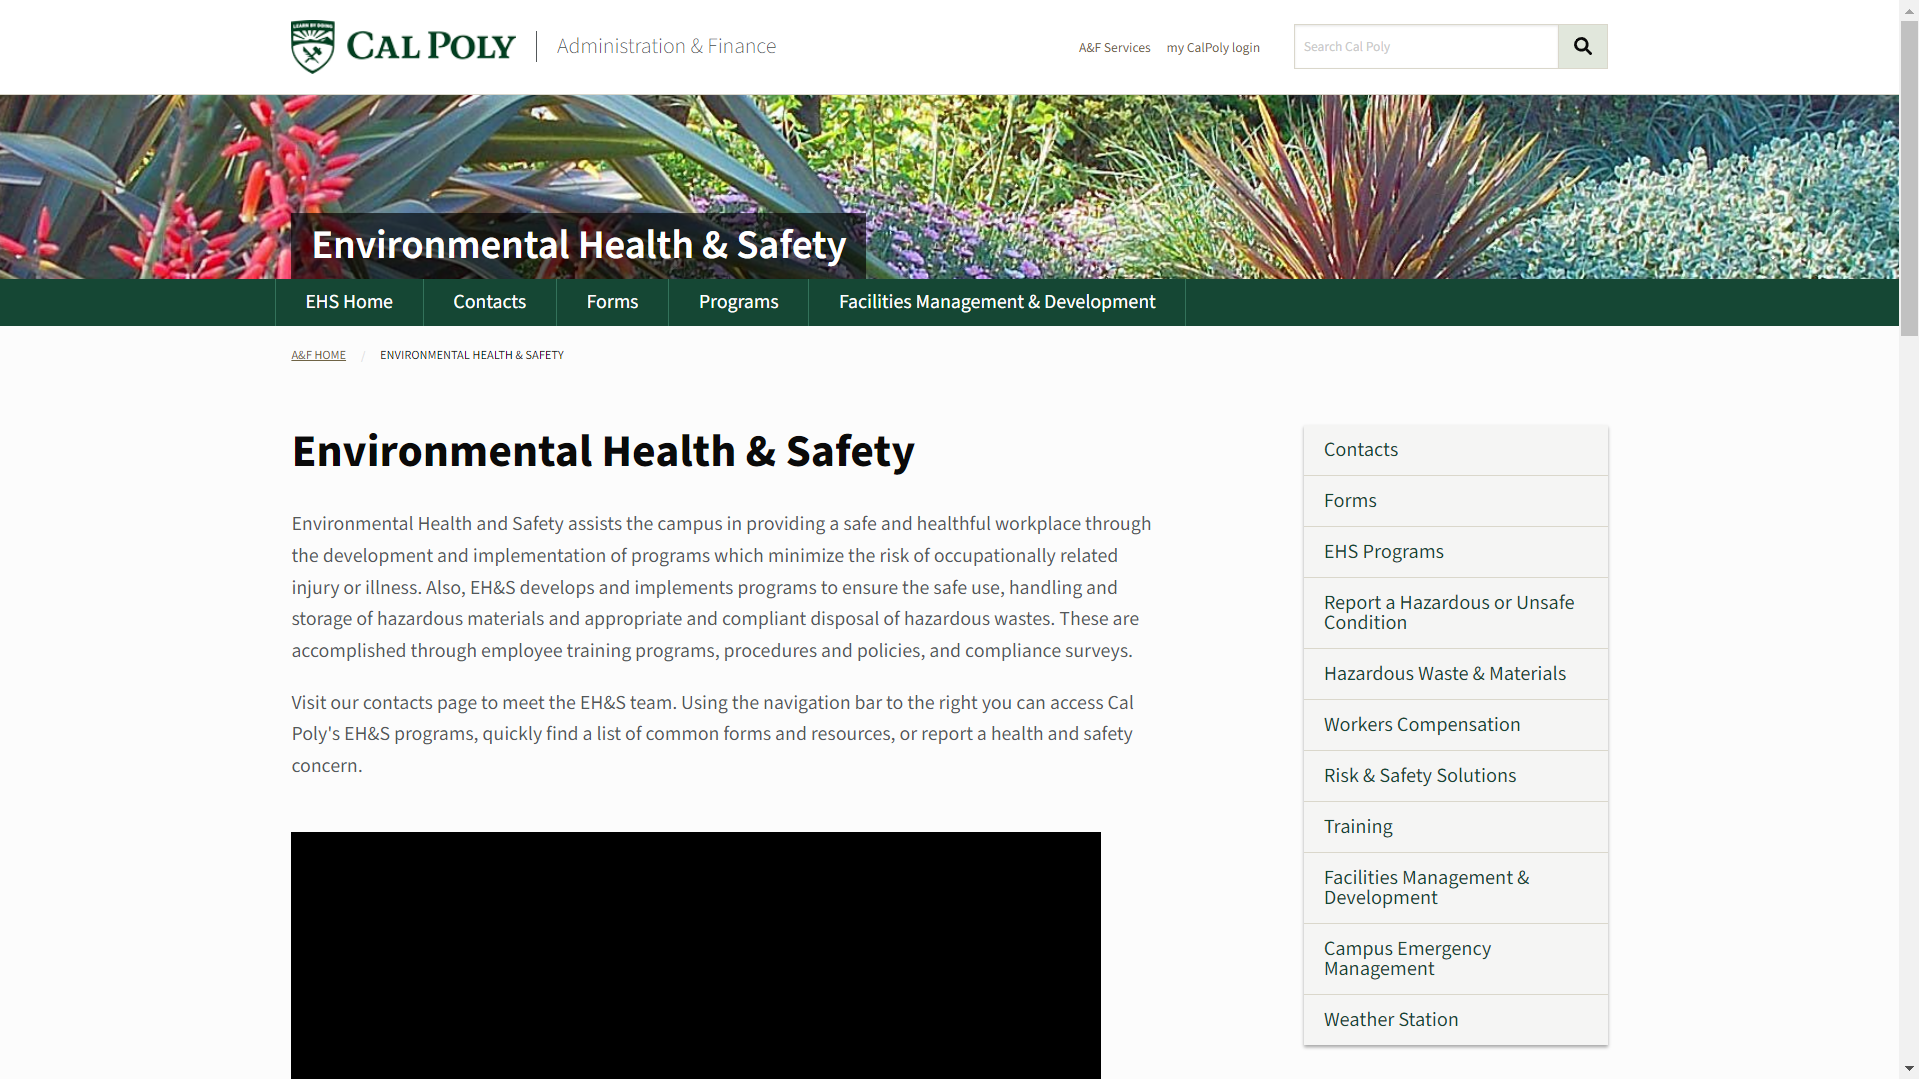 LEARN BY DOING
CAL POLY
Administration & Finance
A&F Services
my CalPoly login
Search Cal Poly
Environmental Health & Safety
EHS Home
Contacts
Forms
Programs
Facilities Management & Development
A&F HOME / ENVIRONMENTAL HEALTH & SAFETY
Environmental Health & Safety
Environmental Health and Safety assists the campus in providing a safe and healthful workplace through
the development and implementation of programs which minimize the risk of occupationally related
injury or illness. Also, EH&S develops and implements programs to ensure the safe use, handling and
storage of hazardous materials and appropriate and compliant disposal of hazardous wastes. These are
accomplished through employee training programs, procedures and policies, and compliance surveys.
Visit our contacts page to meet the EH&S team. Using the navigation bar to the right you can access Cal
Poly's EH&S programs, quickly find a list of common forms and resources, or report a health and safety
concern.
Contacts
Forms
EHS Programs
Report a Hazardous or Unsafe
Condition
Hazardous Waste & Materials
Workers Compensation
Risk & Safety Solutions
Training
Facilities Management &
Development
Campus Emergency
Management
Weather Station